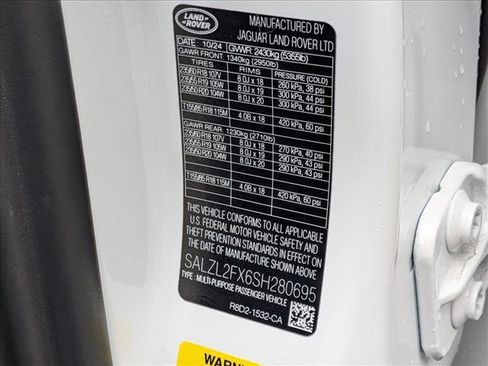 LAND ROVER
MANUFACTURED BY
JAGUAR LAND ROVER LTD
DATE 10/24 GVWR 2430kg (5355lb)
GAWR FRONT 1340kg (2950lb)
TIRES RIMS PRESSURE (COLD)
235/60 R18 107V 8.0J x 18 260 kPa, 38 psi
235/55 R19 105W 8.0J x 19 300 kPa, 44 psi
235/50 R20 104W 8.0J x 20 300 kPa, 44 psi
T155/85 R18 115M 4.0B x 18 420 kPa, 60 psi
GAWR REAR 1230kg (2710lb)
235/60 R18 107V 8.0J x 18 270 kPa, 40 psi
235/55 R19 105W 8.0J x 19 290 kPa, 43 psi
235/50 R20 104W 8.0J x 20 290 kPa, 43 psi
T155/85 R18 115M 4.0B x 18 420 kPa, 60 psi
THIS VEHICLE CONFORMS TO ALL APPLICABLE
U.S. FEDERAL MOTOR VEHICLE SAFETY AND
THEFT PREVENTION STANDARDS IN EFFECT ON
THE DATE OF MANUFACTURE SHOWN ABOVE.
SALZL2FX6SH280695
TYPE : MULTI-PURPOSE PASSENGER VEHICLE
R8D2-1532-CA
WARNING